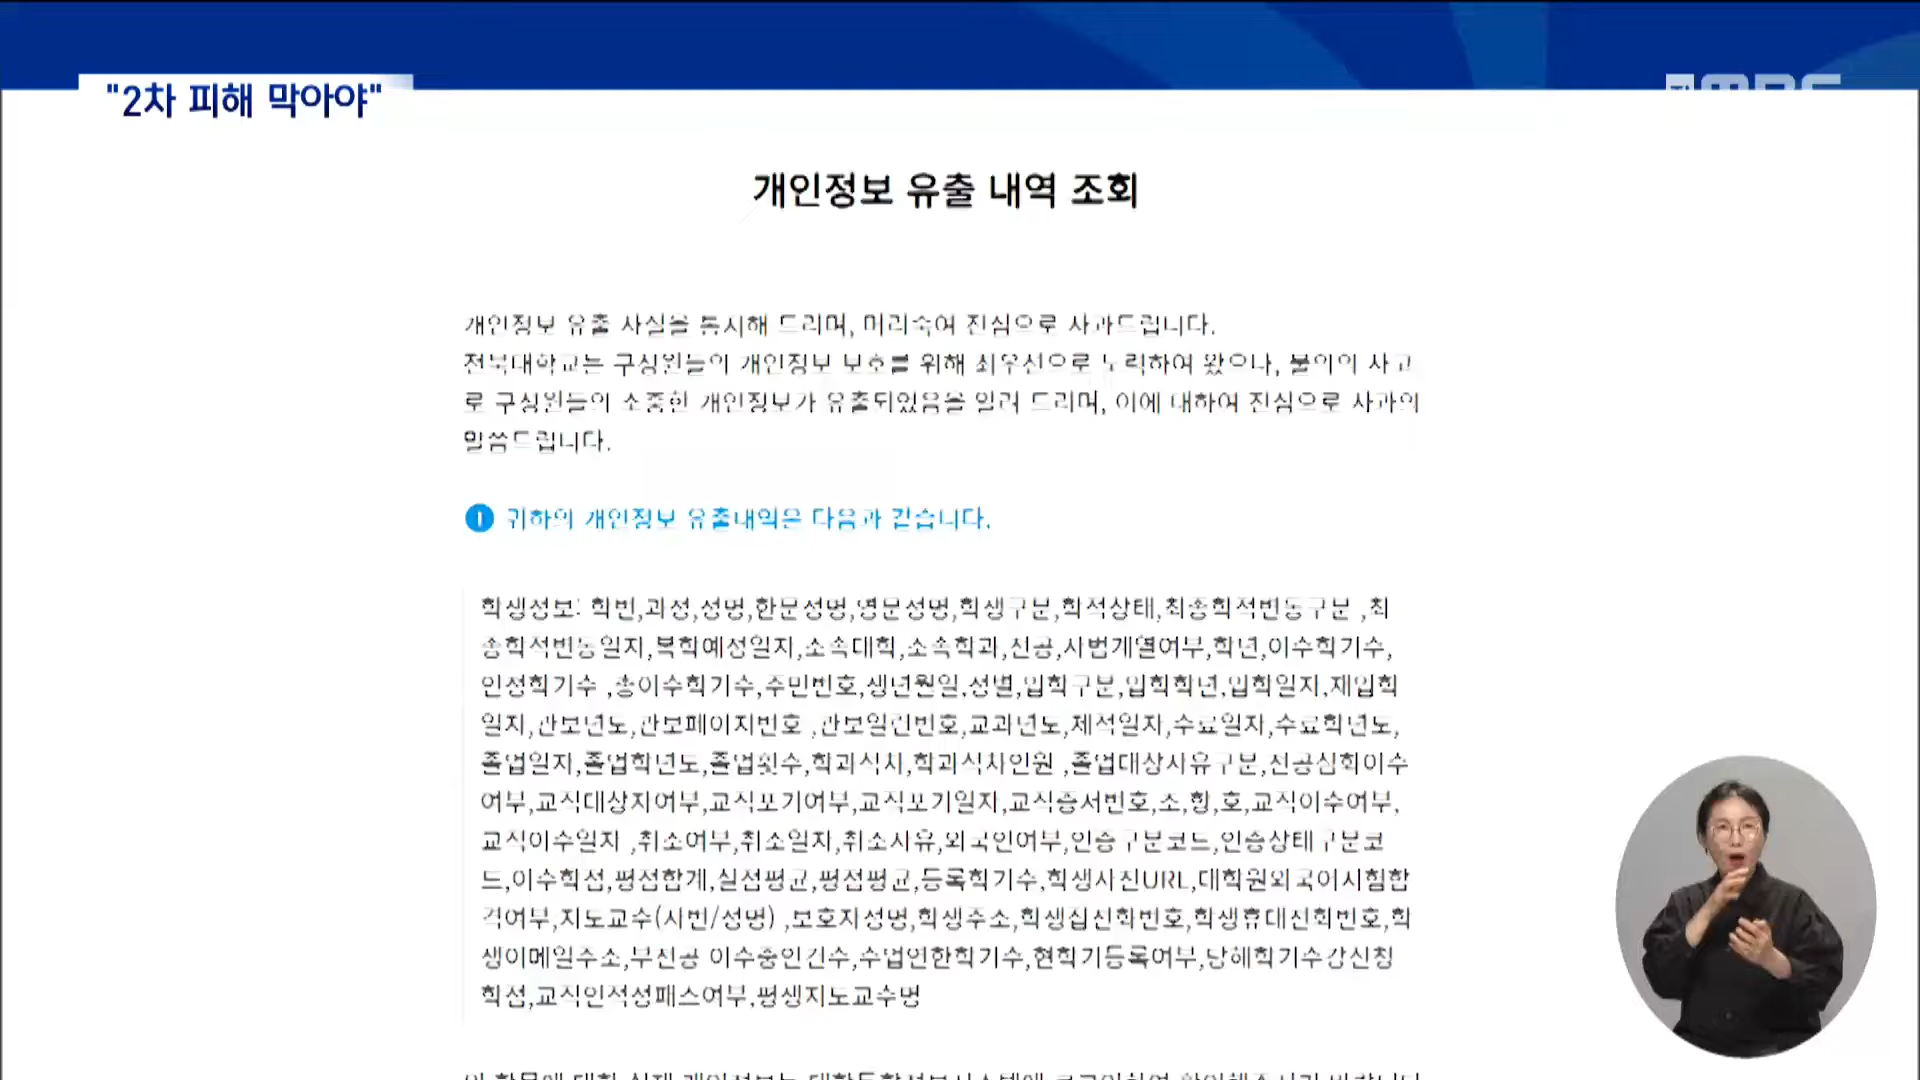 "2차 피해 막아야"
개인정보 유출 내역 조회
개인정보 유출 사실을 통지해 드리며, 머리숙여 진심으로 사과드립니다.
전북대학교는 구성원들의 개인정보 보호를 위해 최우선으로 노력하여 왔으나, 불의의 사고
로 구성원들의 소중한 개인정보가 유출되었음을 알려 드리며, 이에 대하여 진심으로 사과의
말씀드립니다.
귀하의 개인정보 유출내역은 다음과 같습니다.
학생정보: 학번,과정,성명,한문성명,영문성명,학생구분,학적상태,최종학적변동구분 ,최
종학적변동일자,복학예정일자,소속대학,소속학과,전공,사범계열여부,학년,이수학기수,
인정학기수 ,총이수학기수,주민번호,생년월일,성별,입학구분,입학학년,입학일자,재입학
일자,관보년도,관보페이지번호 ,관보일련번호,교과년도,제적일자,수료일자,수료학년도,
졸업일자,졸업학년도,졸업횟수,학과석차,학과석차인원 ,졸업대상사유구분,전공심화이수
여부,교직대상자여부,교직포기여부,교직포기일자,교직증서번호,조,항,호,교직이수여부,
교직이수일자 ,취소여부,취소일자,취소사유,외국인여부,인증구분코드,인증상태구분코
드,이수학점,평점합계,실점평균,평점평균,등록학기수,학생사진URL,대학원외국어시험합
격여부,지도교수(사번/성명) ,보호자성명,학생주소,학생집전화번호,학생휴대전화번호,학
생이메일주소,부전공 이수중인건수,수업연한학기수,현학기등록여부,당해학기수강신청
학점,교직인적성패스여부,평생지도교수명